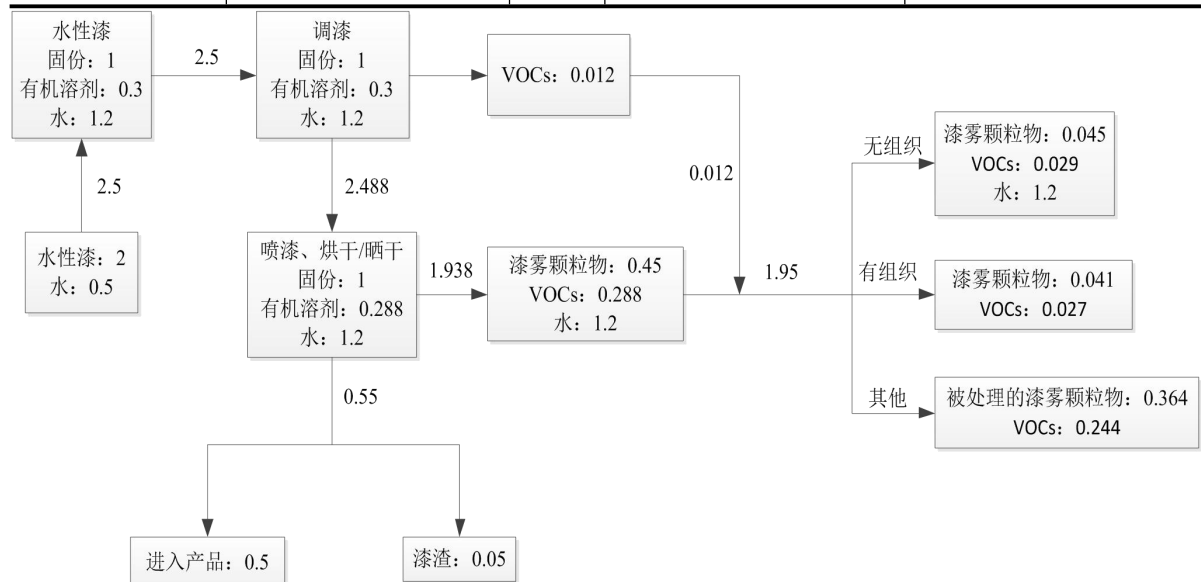 水性漆
固份：1
有机溶剂：0.3
水：1.2
2.5
调漆
固份：1
有机溶剂：0.3
水：1.2
VOCs：0.012
2.5
水性漆：2
水：0.5
2.488
0.012
喷漆、烘干/晒干
固份：1
有机溶剂：0.288
水：1.2
1.938
漆雾颗粒物：0.45
VOCs：0.288
水：1.2
1.95
无组织
漆雾颗粒物：0.045
VOCs：0.029
水：1.2
有组织
漆雾颗粒物：0.041
VOCs：0.027
其他
被处理的漆雾颗粒物：0.364
VOCs：0.244
0.55
进入产品：0.5
漆渣：0.05